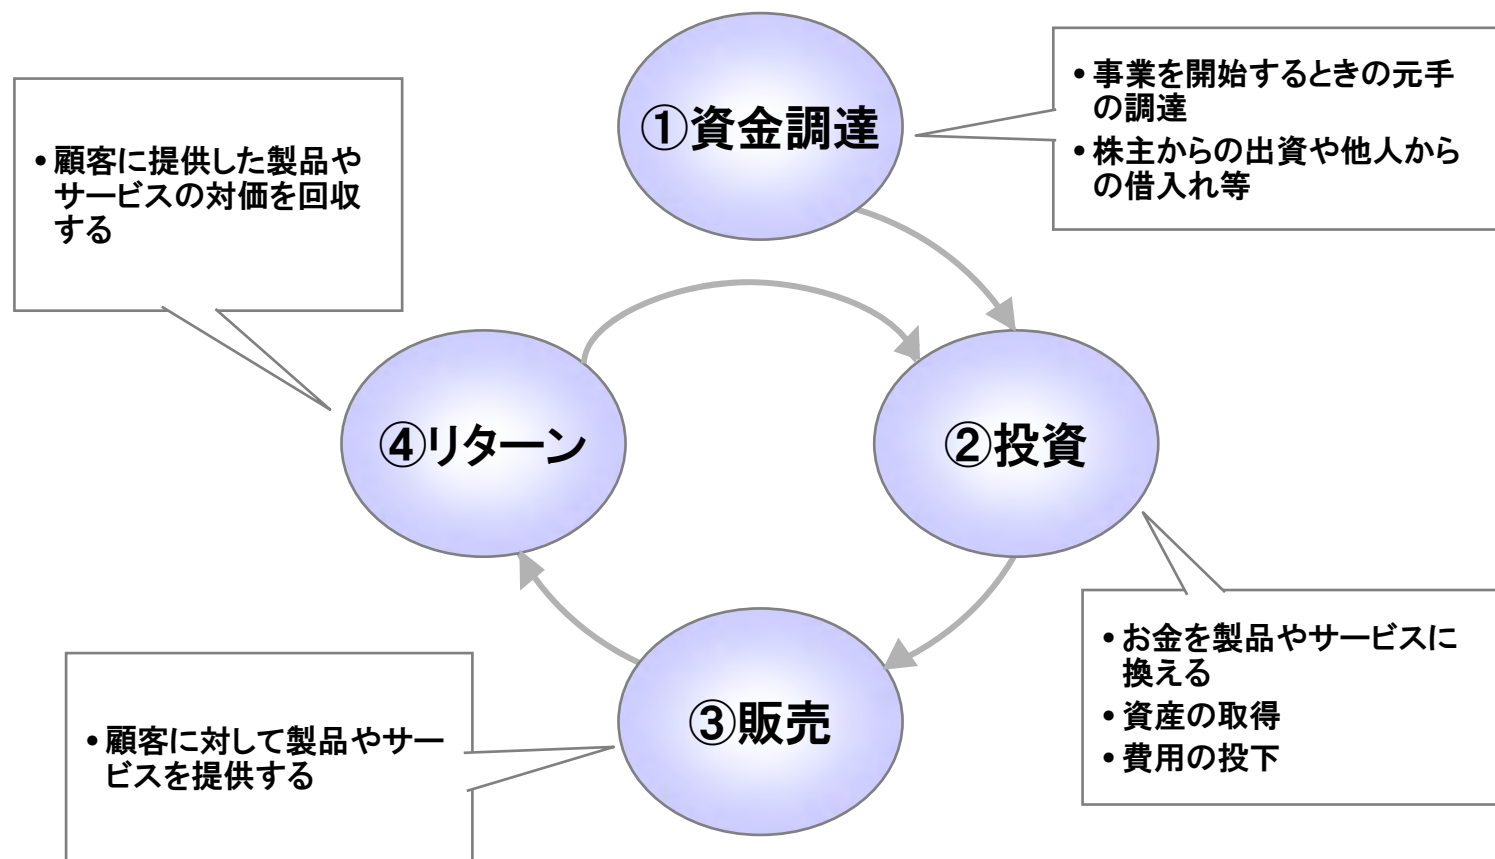 ①資金調達
• 事業を開始するときの元手
の調達
• 株主からの出資や他人から
の借入れ等
• 顧客に提供した製品や
サービスの対価を回収
する
④リターン
②投資
• お金を製品やサービスに
換える
• 資産の取得
• 費用の投下
③販売
• 顧客に対して製品やサー
ビスを提供する